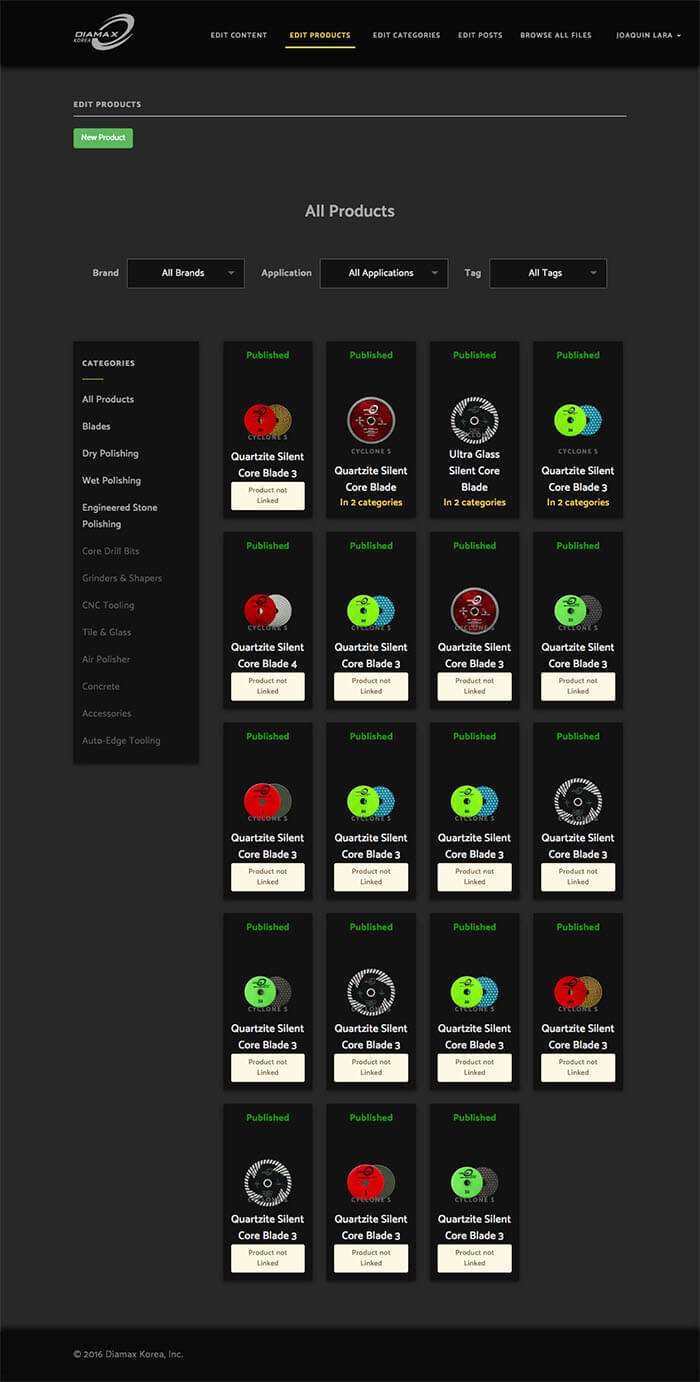 DIAMAX
KOREA
EDIT CONTENT
EDIT PRODUCTS
EDIT CATEGORIES
EDIT POSTS
BROWSE ALL FILES
JOAQUIN LARA
EDIT PRODUCTS
New Product
All Products
Brand
All Brands
Application
All Applications
Tag
All Tags
CATEGORIES
All Products
Blades
Dry Polishing
Wet Polishing
Engineered Stone
Polishing
Core Drill Bits
Grinders & Shapers
CNC Tooling
Tile & Glass
Air Polisher
Concrete
Accessories
Auto-Edge Tooling
Published
CYCLONE S
Quartzite Silent
Core Blade 3
Product not
Linked
Published
CYCLONE S
Quartzite Silent
Core Blade
In 2 categories
Published
Ultra Glass
Silent Core
Blade
In 2 categories
Published
CYCLONE S
Quartzite Silent
Core Blade 3
In 2 categories
Published
CYCLONE S
Quartzite Silent
Core Blade 4
Product not
Linked
Published
CYCLONE S
Quartzite Silent
Core Blade 3
Product not
Linked
Published
CYCLONE S
Quartzite Silent
Core Blade 3
Product not
Linked
Published
CYCLONE S
Quartzite Silent
Core Blade 3
Product not
Linked
Published
CYCLONE S
Quartzite Silent
Core Blade 3
Product not
Linked
Published
CYCLONE S
Quartzite Silent
Core Blade 3
Product not
Linked
Published
CYCLONE S
Quartzite Silent
Core Blade 3
Product not
Linked
Published
CYCLONE S
Quartzite Silent
Core Blade 3
Product not
Linked
Published
CYCLONE S
Quartzite Silent
Core Blade 3
Product not
Linked
Published
CYCLONE S
Quartzite Silent
Core Blade 3
Product not
Linked
Published
CYCLONE S
Quartzite Silent
Core Blade 3
Product not
Linked
Published
CYCLONE S
Quartzite Silent
Core Blade 3
Product not
Linked
Published
CYCLONE S
Quartzite Silent
Core Blade 3
Product not
Linked
Published
CYCLONE S
Quartzite Silent
Core Blade 3
Product not
Linked
Published
CYCLONE S
Quartzite Silent
Core Blade 3
Product not
Linked
© 2016 Diamax Korea, Inc.